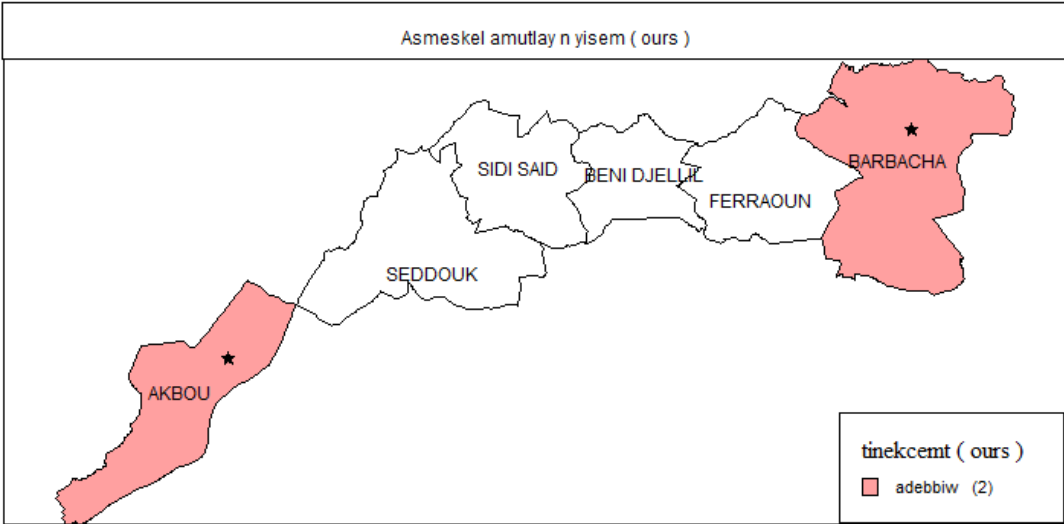 Asmeskel amutlay n yisem ( ours )
BARBACHA
SIDI SAID
BENI DJELLIL
FERRAOUN
SEDDOUK
AKBOU
tinekcemt ( ours )
adebbiw (2)